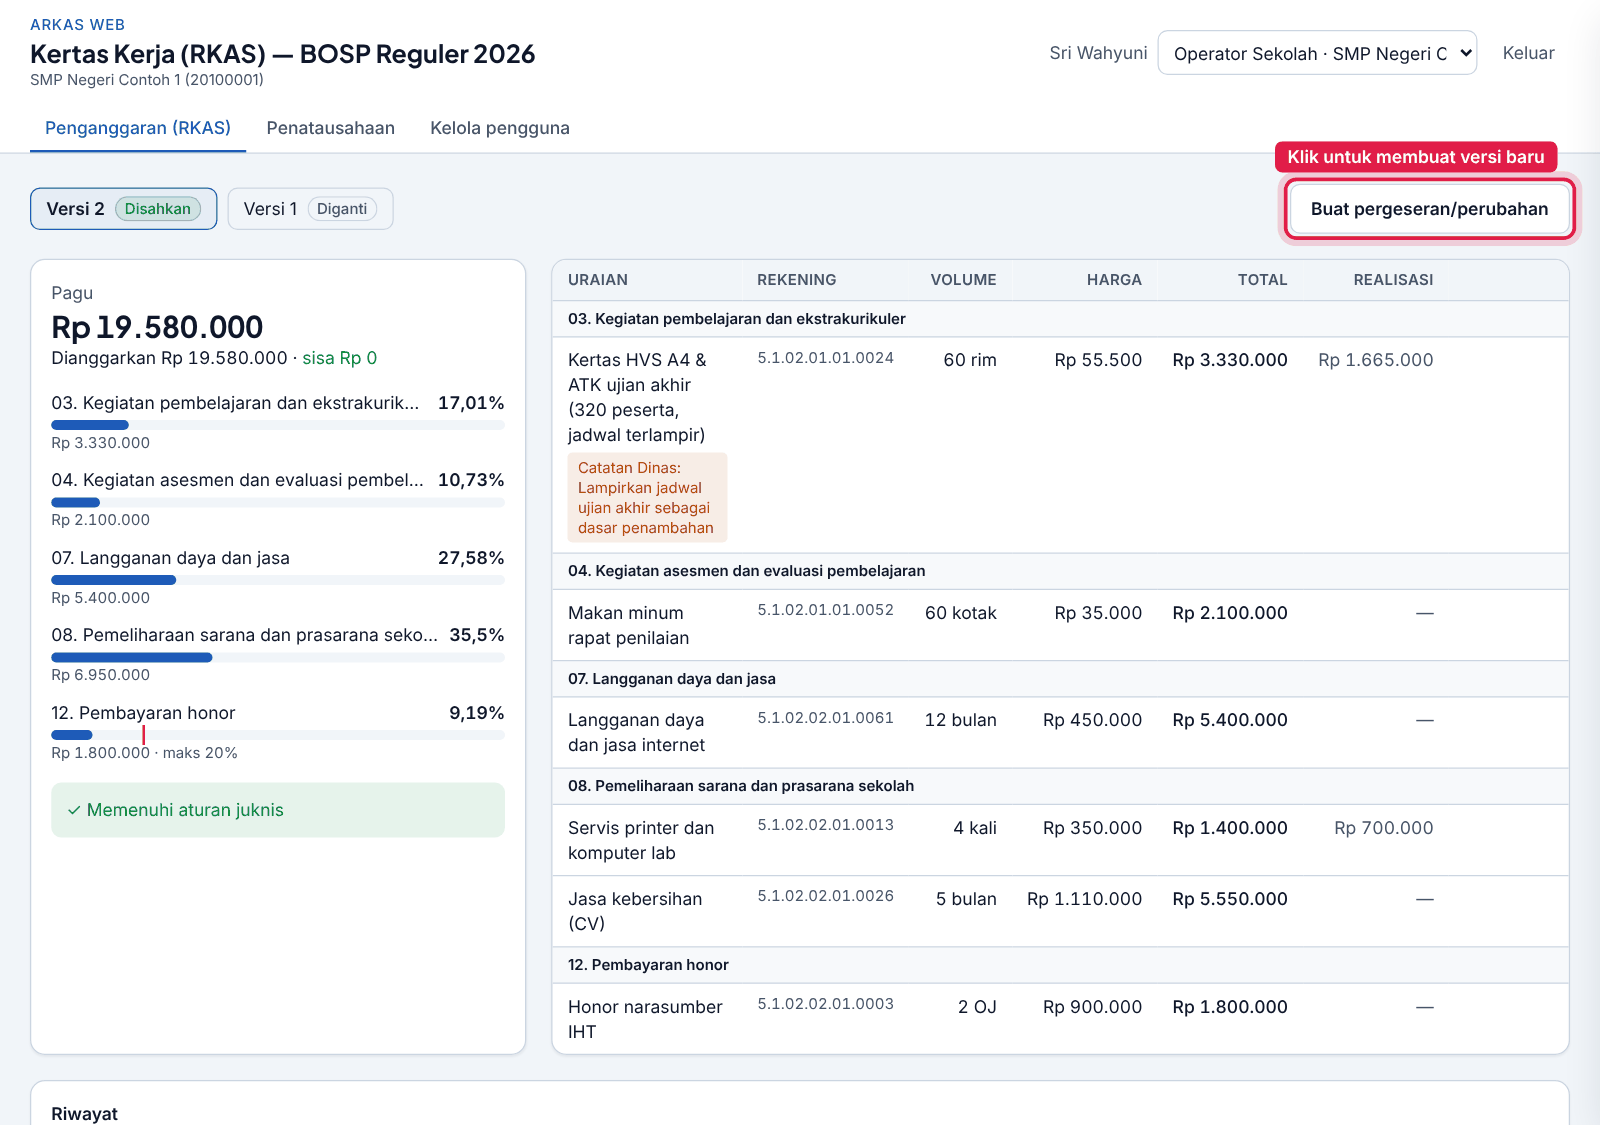 ARKAS WEB
Kertas Kerja (RKAS) — BOSP Reguler 2026
SMP Negeri Contoh 1 (20100001)
Sri Wahyuni
Operator Sekolah · SMP Negeri C
Keluar
Penganggaran (RKAS)
Penatausahaan
Kelola pengguna
Klik untuk membuat versi baru
Versi 2 Disahkan
Versi 1 Diganti
Buat pergeseran/perubahan
Pagu
Rp 19.580.000
Dianggarkan Rp 19.580.000 · sisa Rp 0
03. Kegiatan pembelajaran dan ekstrakurik... 17,01%
Rp 3.330.000
04. Kegiatan asesmen dan evaluasi pembel... 10,73%
Rp 2.100.000
07. Langganan daya dan jasa 27,58%
Rp 5.400.000
08. Pemeliharaan sarana dan prasarana seko... 35,5%
Rp 6.950.000
12. Pembayaran honor 9,19%
Rp 1.800.000 · maks 20%
✓ Memenuhi aturan juknis
URAIAN REKENING VOLUME HARGA TOTAL REALISASI
03. Kegiatan pembelajaran dan ekstrakurikuler
Kertas HVS A4 & 5.1.02.01.01.0024 60 rim Rp 55.500 Rp 3.330.000 Rp 1.665.000
ATK ujian akhir
(320 peserta,
jadwal terlampir)
Catatan Dinas:
Lampirkan jadwal
ujian akhir sebagai
dasar penambahan
04. Kegiatan asesmen dan evaluasi pembelajaran
Makan minum 5.1.02.01.01.0052 60 kotak Rp 35.000 Rp 2.100.000 —
rapat penilaian
07. Langganan daya dan jasa
Langganan daya 5.1.02.01.01.0061 12 bulan Rp 450.000 Rp 5.400.000 —
dan jasa internet
08. Pemeliharaan sarana dan prasarana sekolah
Servis printer dan 5.1.02.02.01.0013 4 kali Rp 350.000 Rp 1.400.000 Rp 700.000
komputer lab
Jasa kebersihan 5.1.02.02.01.0026 5 bulan Rp 1.110.000 Rp 5.550.000 —
(CV)
12. Pembayaran honor
Honor narasumber 5.1.02.02.01.0003 2 OJ Rp 900.000 Rp 1.800.000 —
IHT
Riwayat